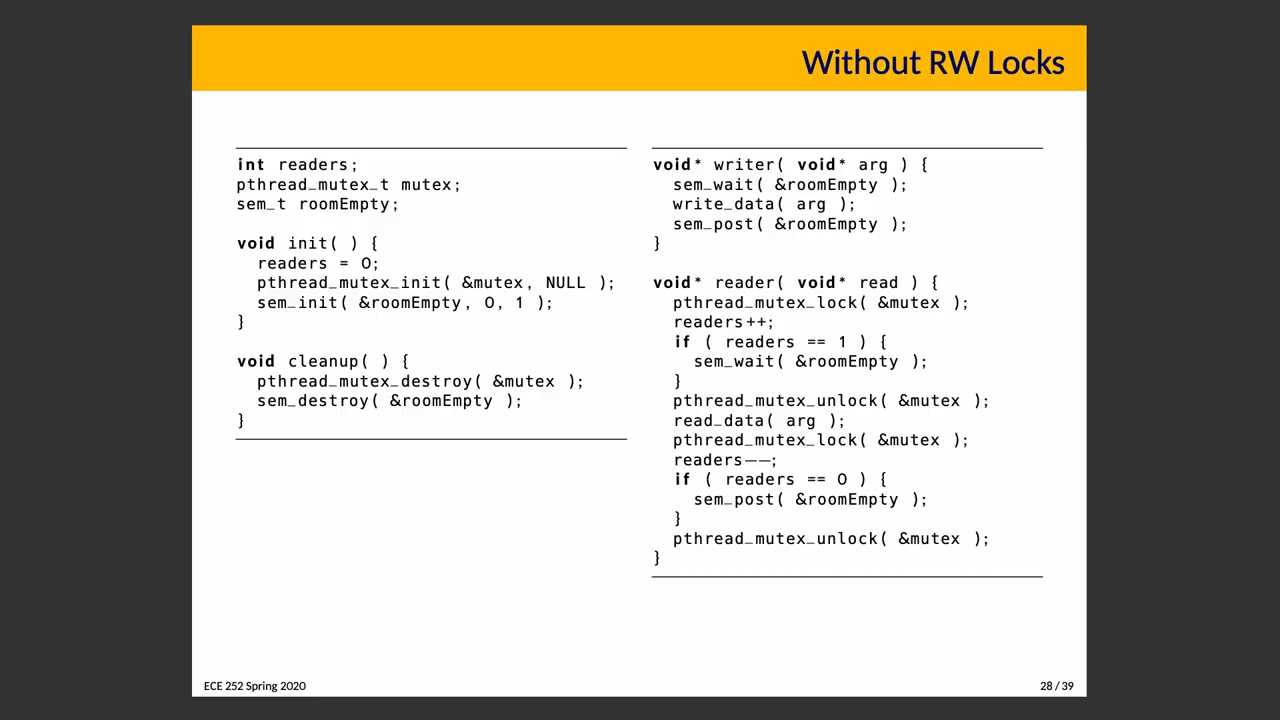 Without RW Locks
int readers;
pthread_mutex_t mutex;
sem_t roomEmpty;

void init( ) {
  readers = 0;
  pthread_mutex_init( &mutex, NULL );
  sem_init( &roomEmpty, 0, 1 );
}

void cleanup( ) {
  pthread_mutex_destroy( &mutex );
  sem_destroy( &roomEmpty );
}
void* writer( void* arg ) {
  sem_wait( &roomEmpty );
  write_data( arg );
  sem_post( &roomEmpty );
}

void* reader( void* read ) {
  pthread_mutex_lock( &mutex );
  readers++;
  if ( readers == 1 ) {
    sem_wait( &roomEmpty );
  }
  pthread_mutex_unlock( &mutex );
  read_data( arg );
  pthread_mutex_lock( &mutex );
  readers--;
  if ( readers == 0 ) {
    sem_post( &roomEmpty );
  }
  pthread_mutex_unlock( &mutex );
}
ECE 252 Spring 2020
28 / 39